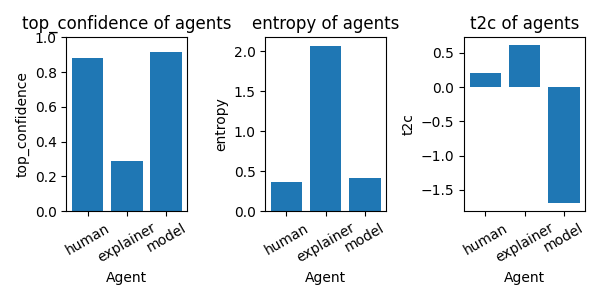 top_confidence of agents
entropy of agents
t2c of agents
top_confidence
1.0
0.8
0.6
0.4
0.2
0.0
human
explainer
model
Agent
entropy
2.0
1.5
1.0
0.5
0.0
human
explainer
model
Agent
t2c
0.5
0.0
−0.5
−1.0
−1.5
human
explainer
model
Agent